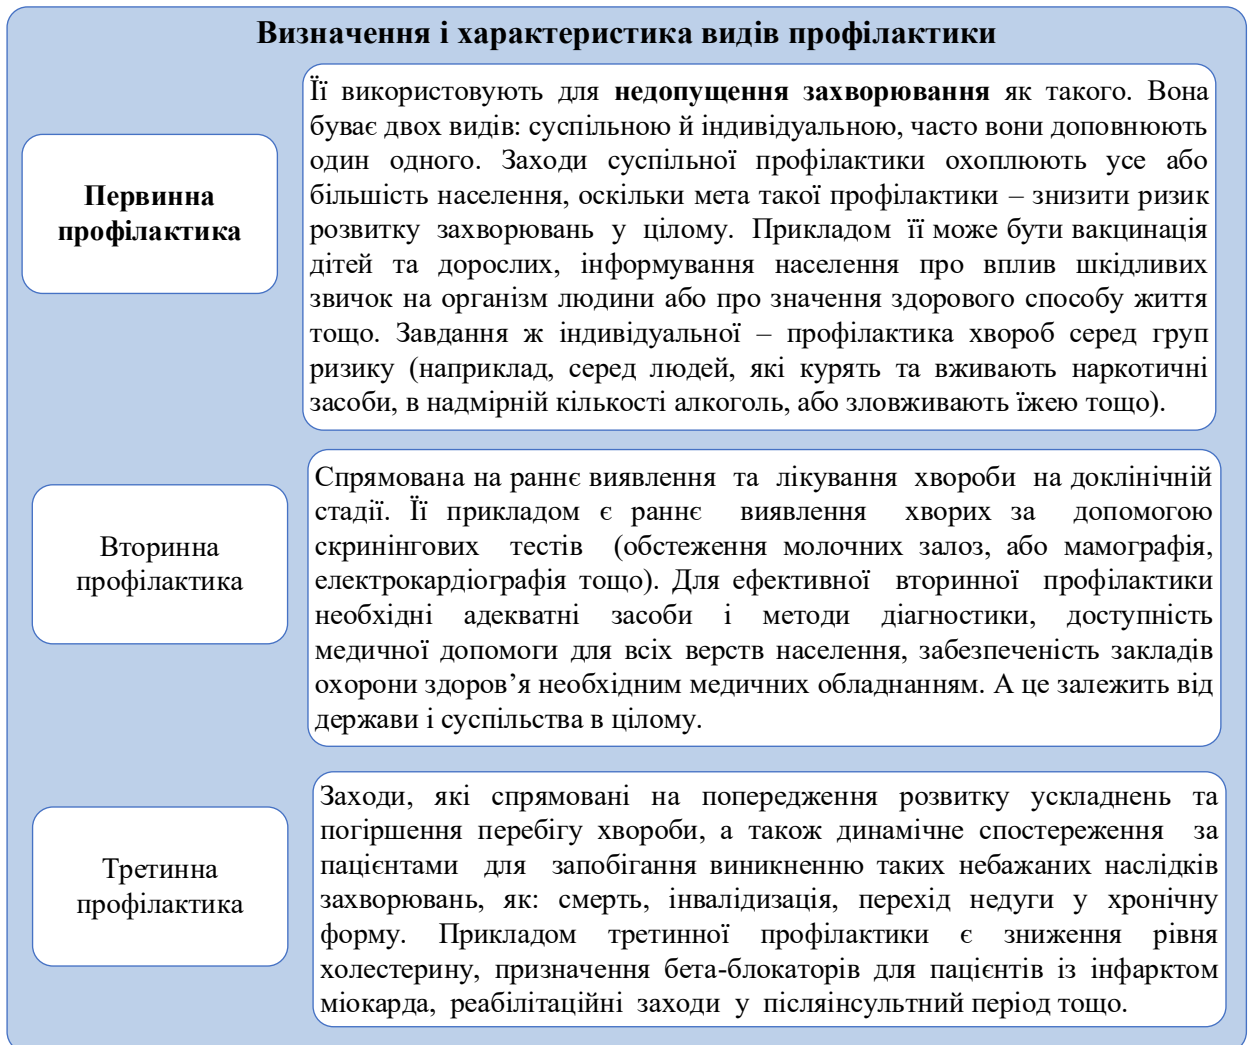 Визначення і характеристика видів профілактики
Первинна
профілактика
Її використовують для недопущення захворювання як такого. Вона
буває двох видів: суспільною й індивідуальною, часто вони доповнюють
один одного. Заходи суспільної профілактики охоплюють усе або
більшість населення, оскільки мета такої профілактики – знизити ризик
розвитку захворювань у цілому. Прикладом її може бути вакцинація
дітей та дорослих, інформування населення про вплив шкідливих
звичок на організм людини або про значення здорового способу життя
тощо. Завдання ж індивідуальної – профілактика хвороб серед груп
ризику (наприклад, серед людей, які курять та вживають наркотичні
засоби, в надмірній кількості алкоголь, або зловживають їжею тощо).
Вторинна
профілактика
Спрямована на раннє виявлення та лікування хвороби на доклінічній
стадії. Її прикладом є раннє виявлення хворих за допомогою
скринінгових тестів (обстеження молочних залоз, або мамографія,
електрокардіографія тощо). Для ефективної вторинної профілактики
необхідні адекватні засоби і методи діагностики, доступність
медичної допомоги для всіх верств населення, забезпеченість закладів
охорони здоров’я необхідним медичних обладнанням. А це залежить від
держави і суспільства в цілому.
Третинна
профілактика
Заходи, які спрямовані на попередження розвитку ускладнень та
погіршення перебігу хвороби, а також динамічне спостереження за
пацієнтами для запобігання виникненню таких небажаних наслідків
захворювань, як: смерть, інвалідизація, перехід недуги у хронічну
форму. Прикладом третинної профілактики є зниження рівня
холестерину, призначення бета-блокаторів для пацієнтів із інфарктом
міокарда, реабілітаційні заходи у післяінсультний період тощо.